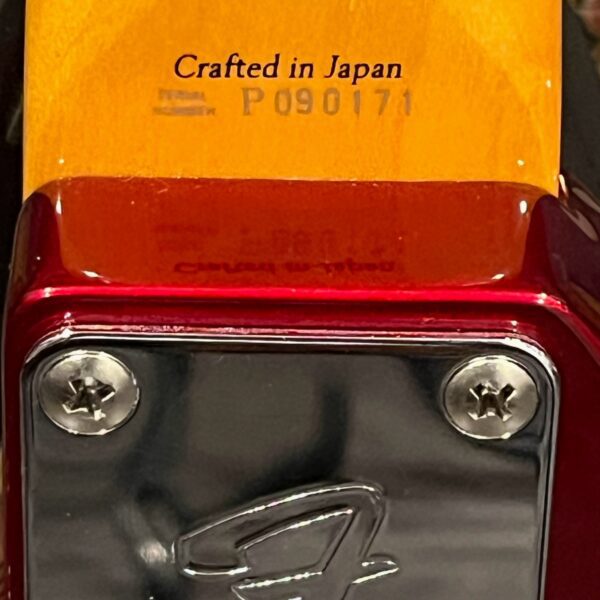 Crafted in Japan
SERIAL
NUMBER P090171
F